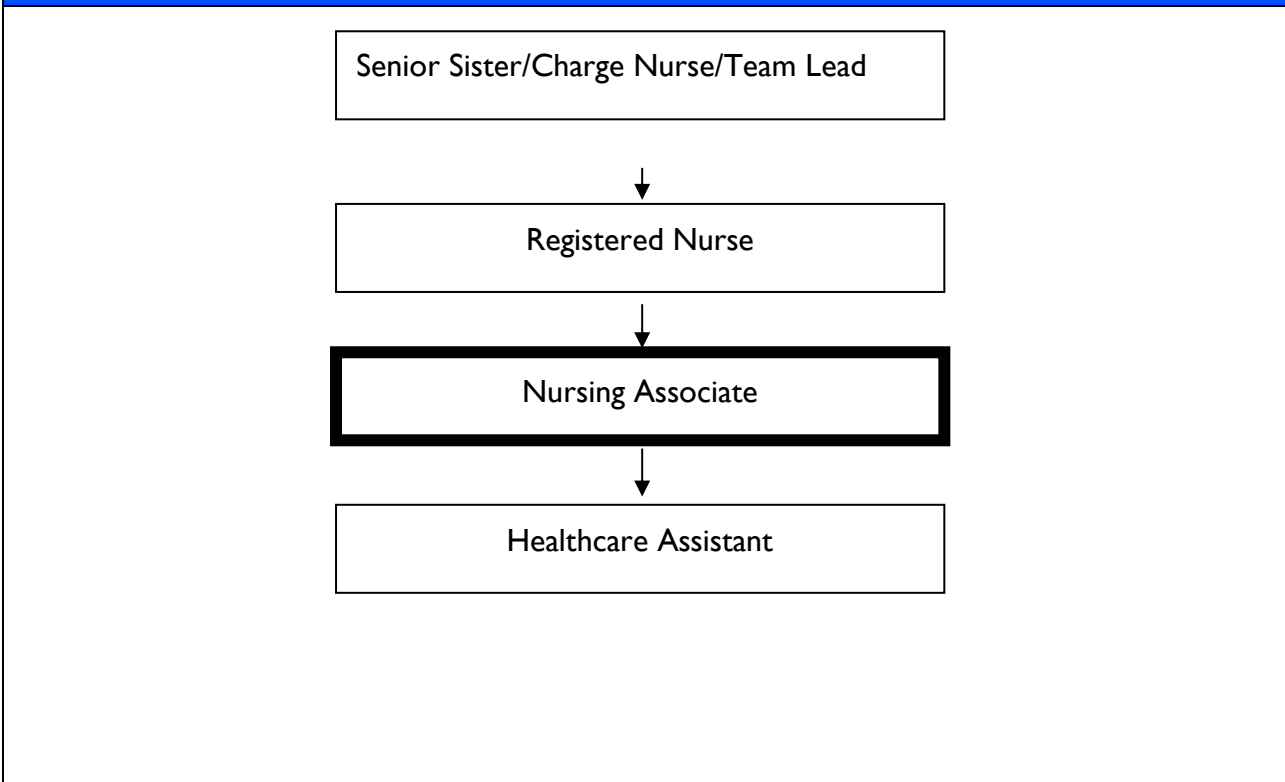 Senior Sister/Charge Nurse/Team Lead
Registered Nurse
Nursing Associate
Healthcare Assistant